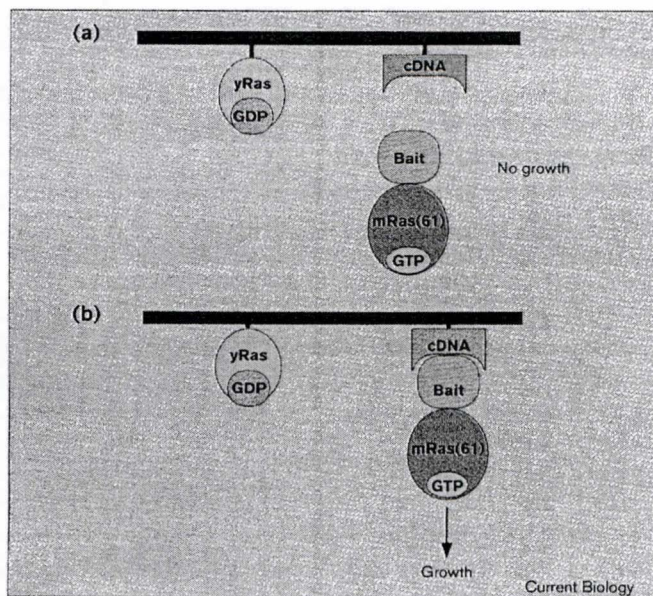 (a)
yRas
GDP
cDNA
Bait
No growth
mRas(61)
GTP
(b)
yRas
GDP
cDNA
Bait
mRas(61)
GTP
Growth
Current Biology